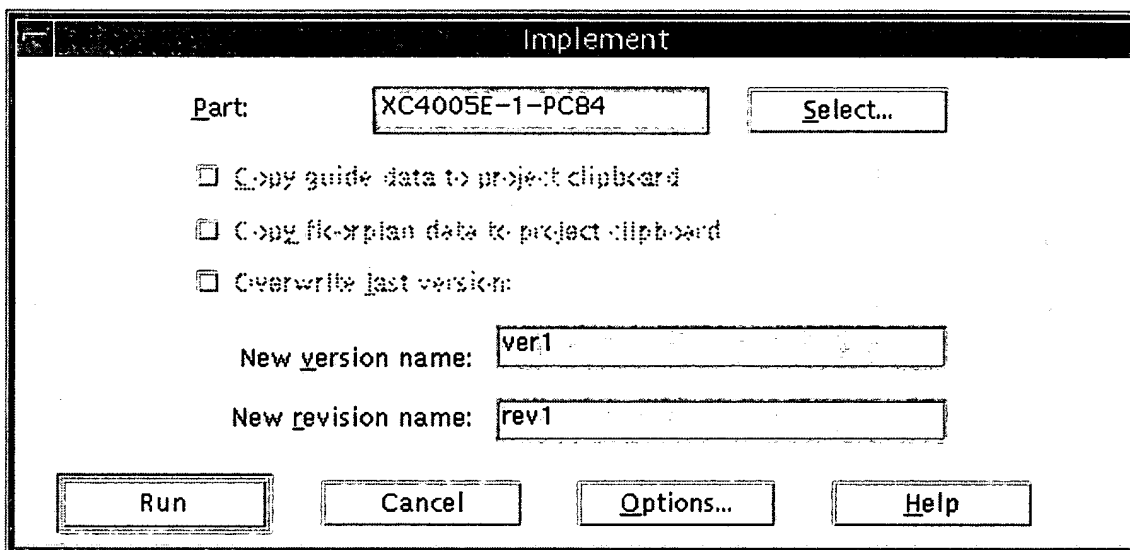 Implement
Part: XC4005E-1-PC84 Select...
Copy guide data to project clipboard
Copy floorplan data to project clipboard
Overwrite last version:
New version name: ver1
New revision name: rev1
Run Cancel Options... Help